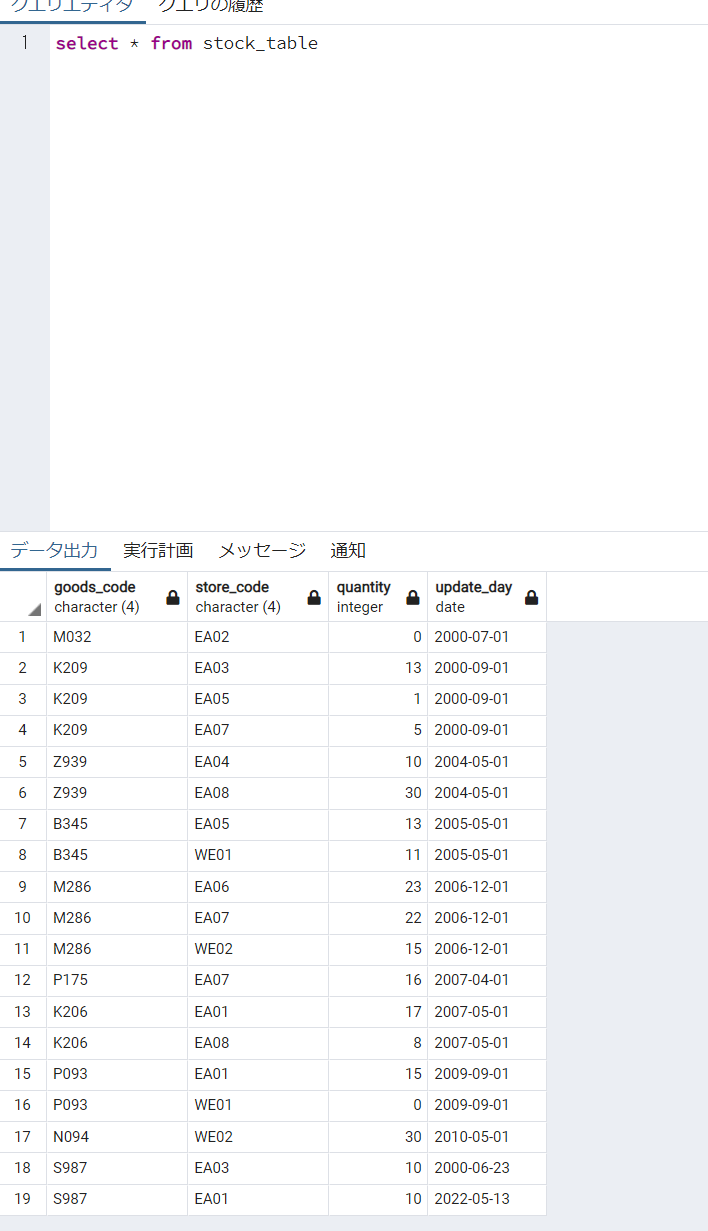 クエリエディタ クエリの履歴
1 select * from stock_table
データ出力 実行計画 メッセージ 通知
goods_code store_code quantity update_day
character (4) character (4) integer date
1 M032 EA02 0 2000-07-01
2 K209 EA03 13 2000-09-01
3 K209 EA05 1 2000-09-01
4 K209 EA07 5 2000-09-01
5 Z939 EA04 10 2004-05-01
6 Z939 EA08 30 2004-05-01
7 B345 EA05 13 2005-05-01
8 B345 WE01 11 2005-05-01
9 M286 EA06 23 2006-12-01
10 M286 EA07 22 2006-12-01
11 M286 WE02 15 2006-12-01
12 P175 EA07 16 2007-04-01
13 K206 EA01 17 2007-05-01
14 K206 EA08 8 2007-05-01
15 P093 EA01 15 2009-09-01
16 P093 WE01 0 2009-09-01
17 N094 WE02 30 2010-05-01
18 S987 EA03 10 2000-06-23
19 S987 EA01 10 2022-05-13